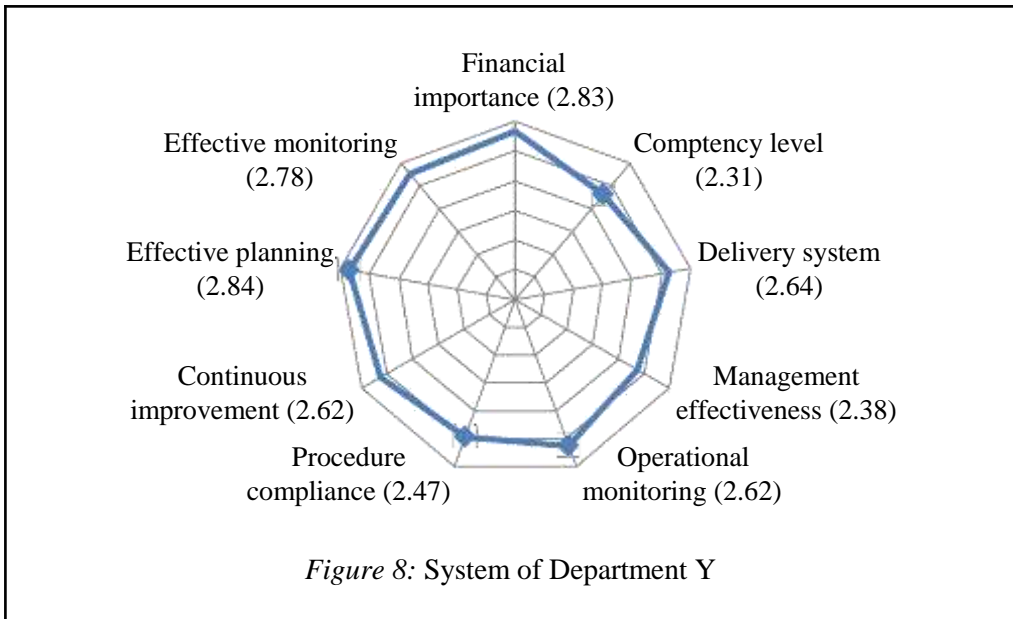 Financial
importance (2.83)
Comptency level
(2.31)
Delivery system
(2.64)
Management
effectiveness (2.38)
Operational
monitoring (2.62)
Procedure
compliance (2.47)
Continuous
improvement (2.62)
Effective planning
(2.84)
Effective monitoring
(2.78)
Figure 8: System of Department Y